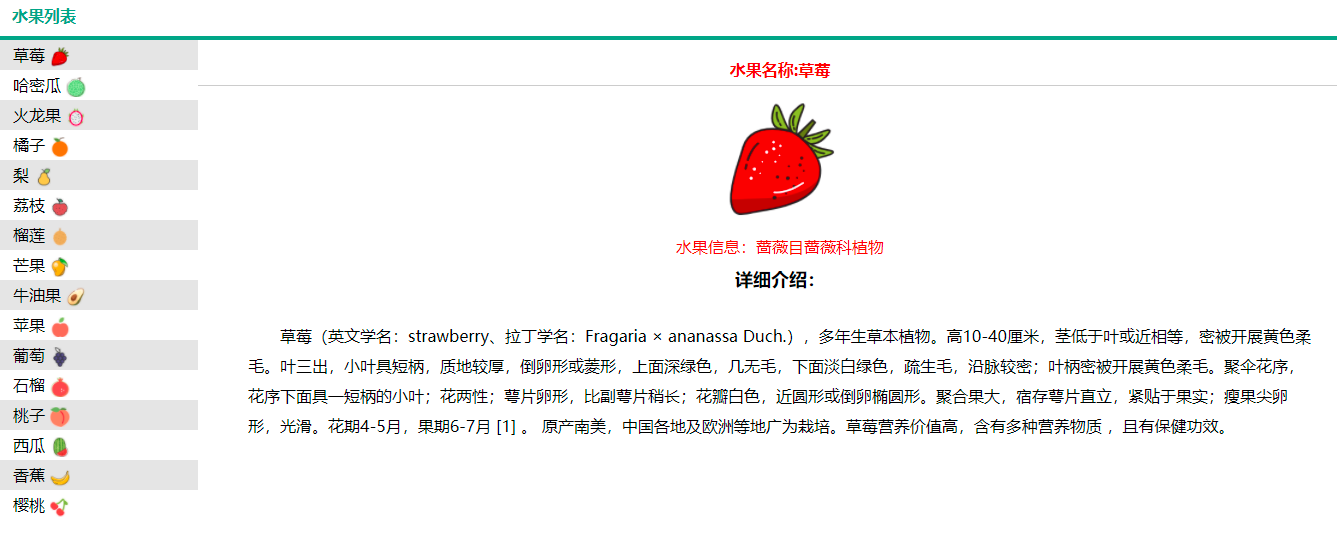 水果列表
草莓
哈密瓜
火龙果
橘子
梨
荔枝
榴莲
芒果
牛油果
苹果
葡萄
石榴
桃子
西瓜
香蕉
樱桃
水果名称:草莓
水果信息：蔷薇目蔷薇科植物
详细介绍：
草莓（英文学名：strawberry、拉丁学名：Fragaria × ananassa Duch.），多年生草本植物。高10-40厘米，茎低于叶或近相等，密被开展黄色柔
毛。叶三出，小叶具短柄，质地较厚，倒卵形或菱形，上面深绿色，几无毛，下面淡白绿色，疏生毛，沿脉较密；叶柄密被开展黄色柔毛。聚伞花序，
花序下面具一短柄的小叶；花两性；萼片卵形，比副萼片稍长；花瓣白色，近圆形或倒卵椭圆形。聚合果大，宿存萼片直立，紧贴于果实；瘦果尖卵
形，光滑。花期4-5月，果期6-7月 [1] 。 原产南美，中国各地及欧洲等地广为栽培。草莓营养价值高，含有多种营养物质 ，且有保健功效。